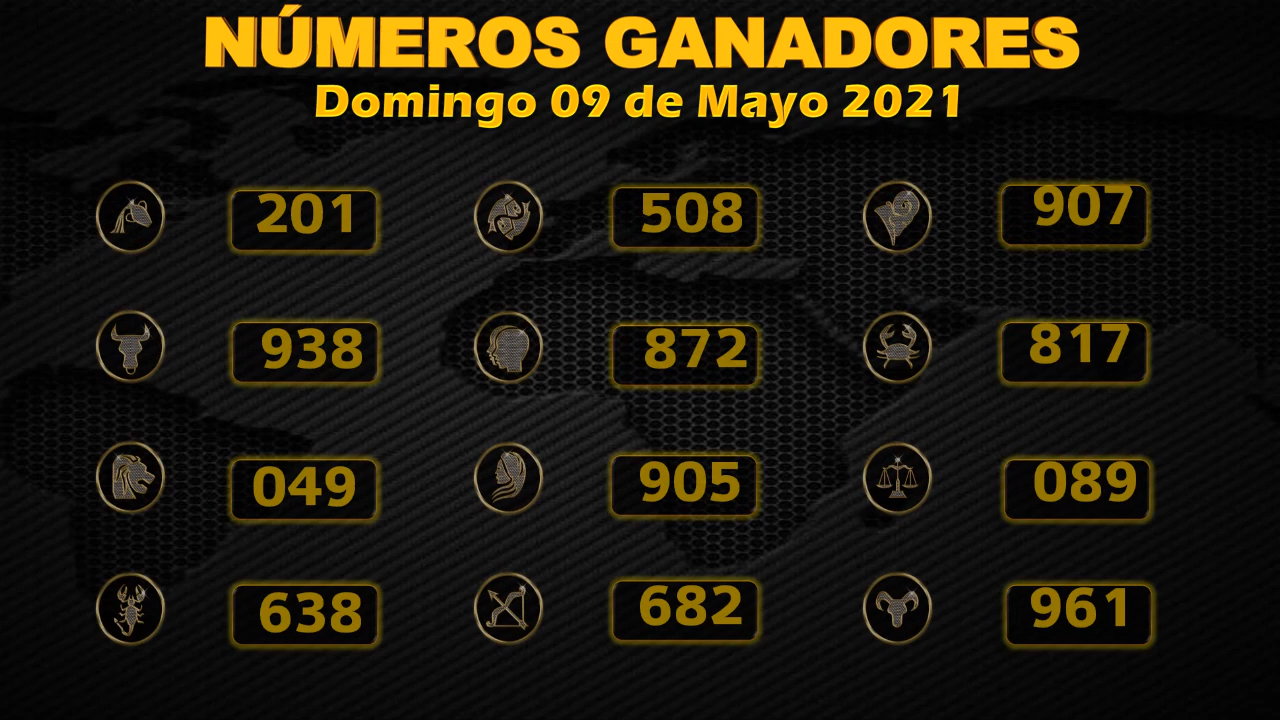 NÚMEROS GANADORES
Domingo 09 de Mayo 2021
201 508 907
938 872 817
049 905 089
638 682 961